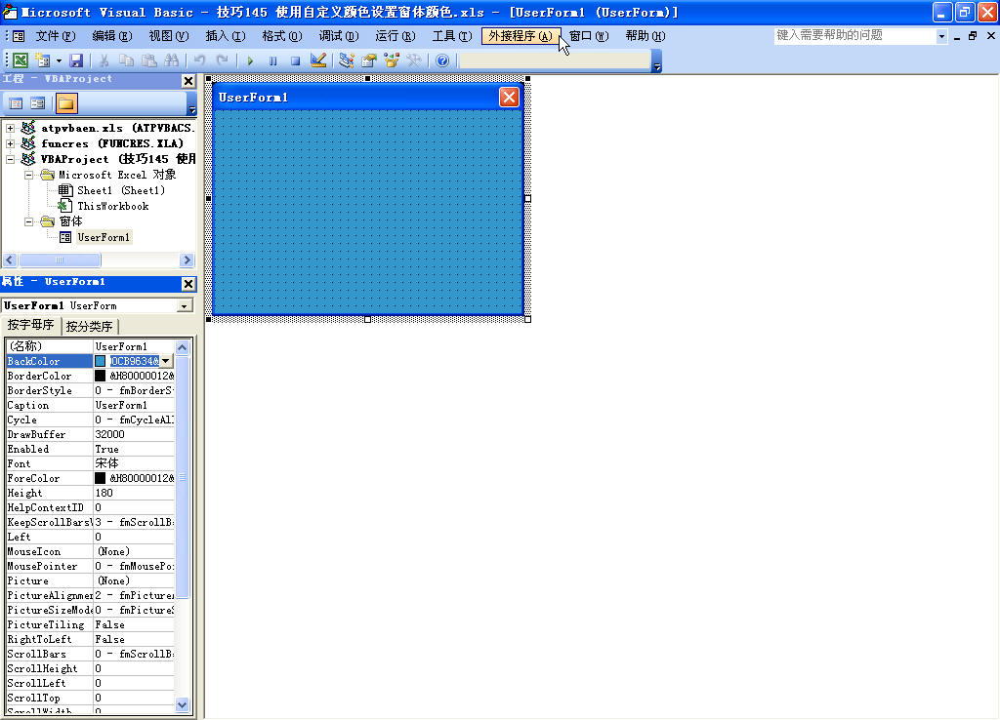 Microsoft Visual Basic - 技巧145 使用自定义颜色设置窗体颜色.xls - [UserForm1 (UserForm)]
文件(F) 编辑(E) 视图(V) 插入(I) 格式(O) 调试(D) 运行(R) 工具(T) 外接程序(A) 窗口(W) 帮助(H) 键入需要帮助的问题
工程 - VBAProject
atpvbaen.xls (ATPVBACS.
funcres (FUNCRES.XLA)
VBAProject (技巧145 使用
Microsoft Excel 对象
Sheet1 (Sheet1)
ThisWorkbook
窗体
UserForm1
属性 - UserForm1
UserForm1 UserForm
按字母序 按分类序
(名称) UserForm1
BackColor 0CB9634&
BorderColor &H80000012&
BorderStyle 0 - fmBorderS
Caption UserForm1
Cycle 0 - fmCycleAl
DrawBuffer 32000
Enabled True
Font 宋体
ForeColor &H80000012&
Height 180
HelpContextID 0
KeepScrollBarsV 3 - fmScrollBa
Left 0
MouseIcon (None)
MousePointer 0 - fmMousePo
Picture (None)
PictureAlignmen 2 - fmPictureA
PictureSizeMode 0 - fmPictureS
PictureTiling False
RightToLeft False
ScrollBars 0 - fmScrollBa
ScrollHeight 0
ScrollLeft 0
ScrollTop 0
ScrollWidth 0
UserForm1